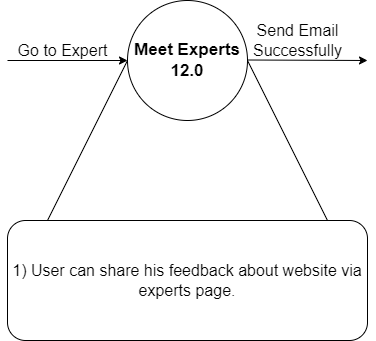 Go to Expert
Meet Experts
12.0
Send Email
Successfully
1) User can share his feedback about website via
experts page.